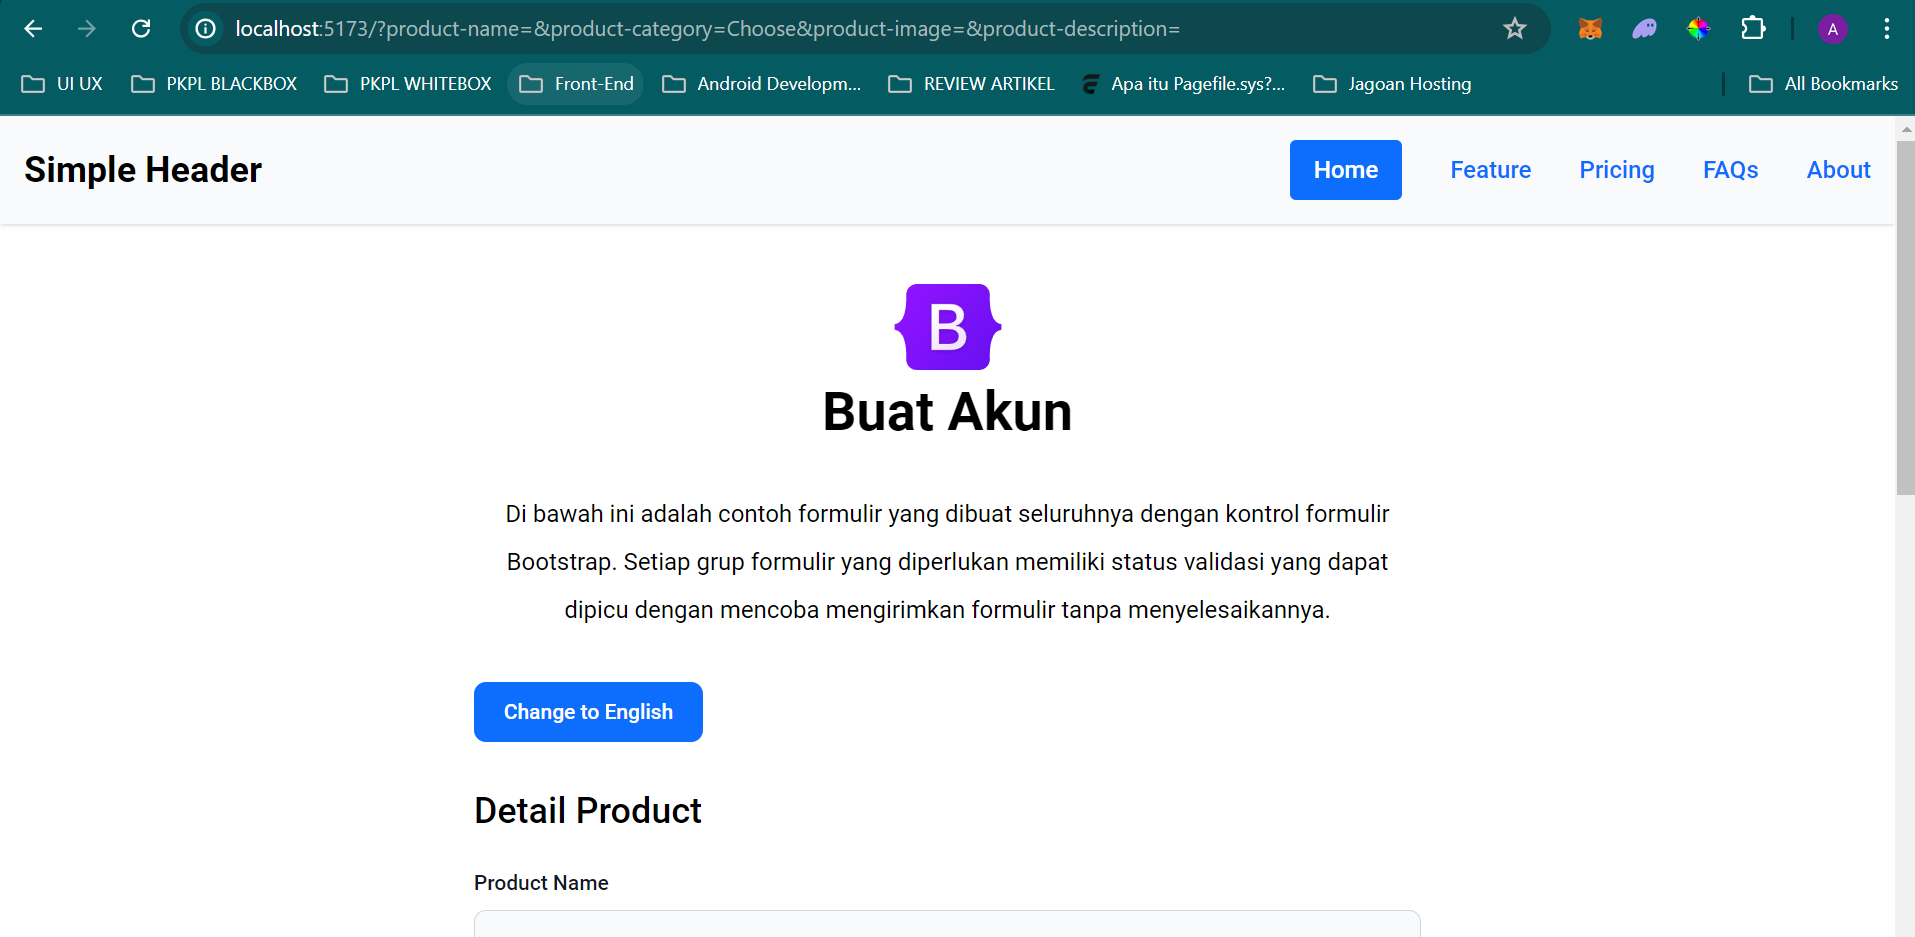 localhost:5173/?product-name=&product-category=Choose&product-image=&product-description=
A
UI UX
PKPL BLACKBOX
PKPL WHITEBOX
Front-End
Android Developm...
REVIEW ARTIKEL
Apa itu Pagefile.sys?...
Jagoan Hosting
All Bookmarks
Simple Header
Home
Feature
Pricing
FAQs
About
B
Buat Akun
Di bawah ini adalah contoh formulir yang dibuat seluruhnya dengan kontrol formulir
Bootstrap. Setiap grup formulir yang diperlukan memiliki status validasi yang dapat
dipicu dengan mencoba mengirimkan formulir tanpa menyelesaikannya.
Change to English
Detail Product
Product Name